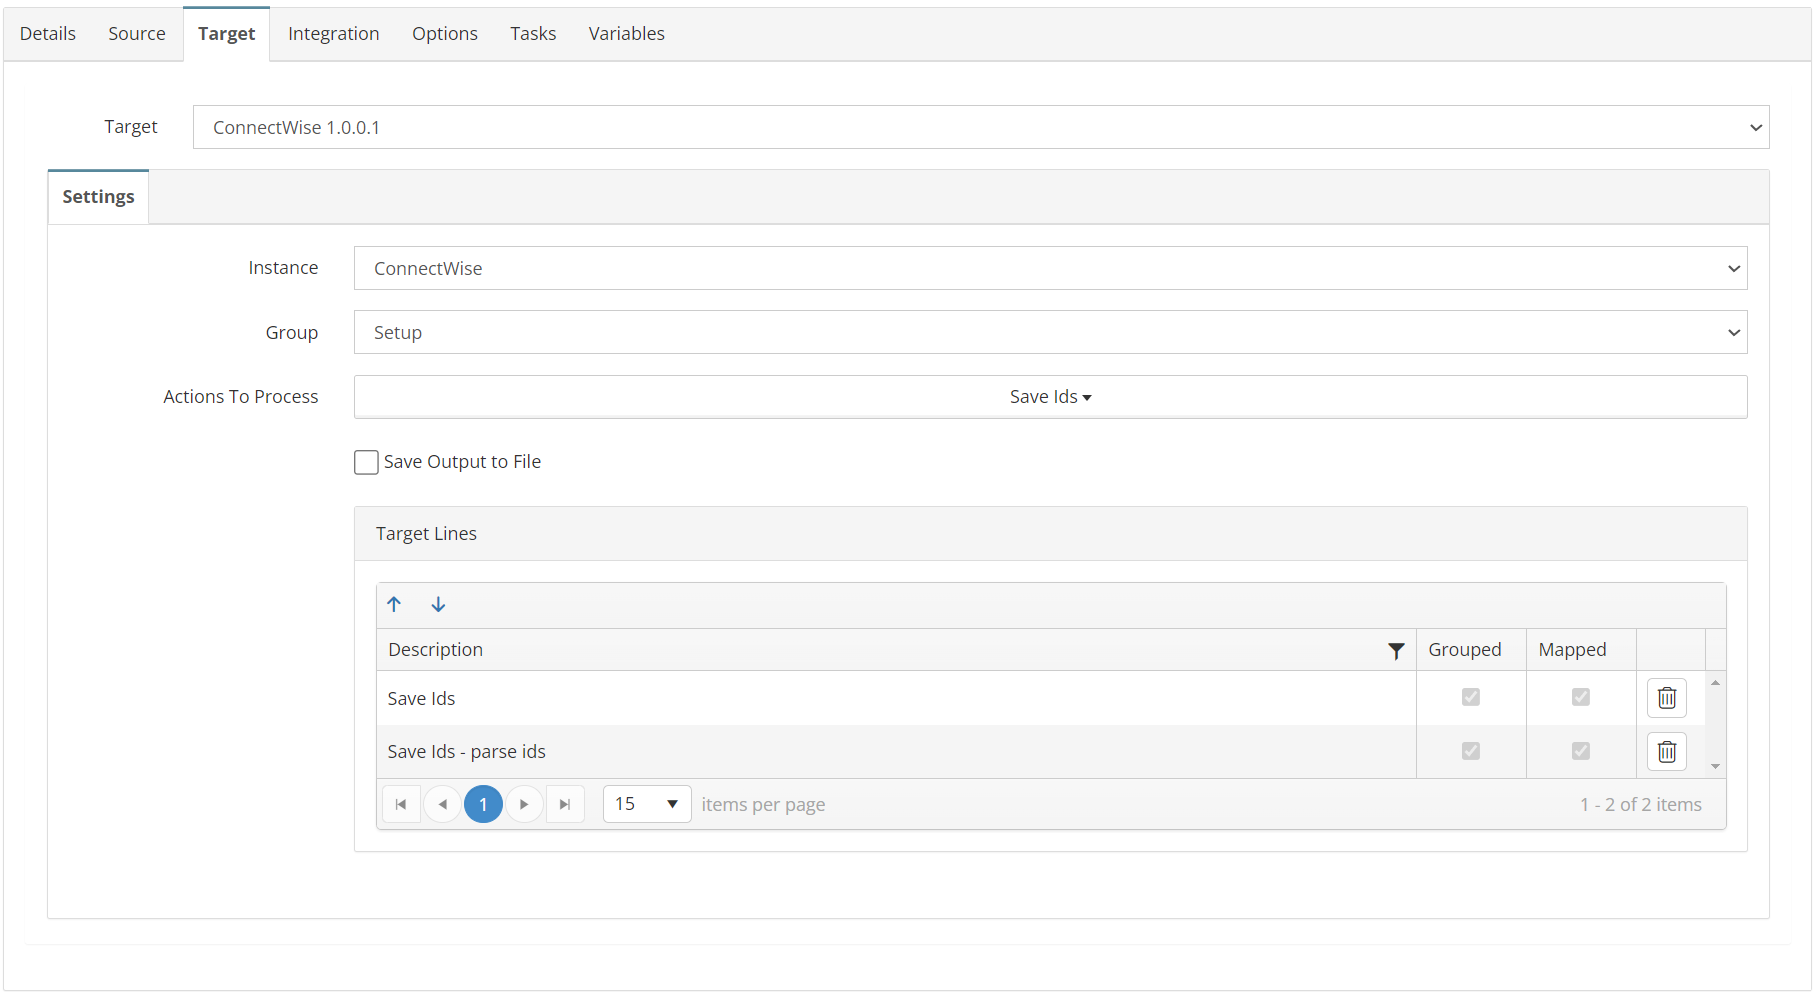 Details Source Target Integration Options Tasks Variables
Target ConnectWise 1.0.0.1
Settings
Instance ConnectWise
Group Setup
Actions To Process Save Ids
Save Output to File
Target Lines
Description Grouped Mapped
Save Ids
Save Ids - parse ids
1 15 items per page 1 - 2 of 2 items